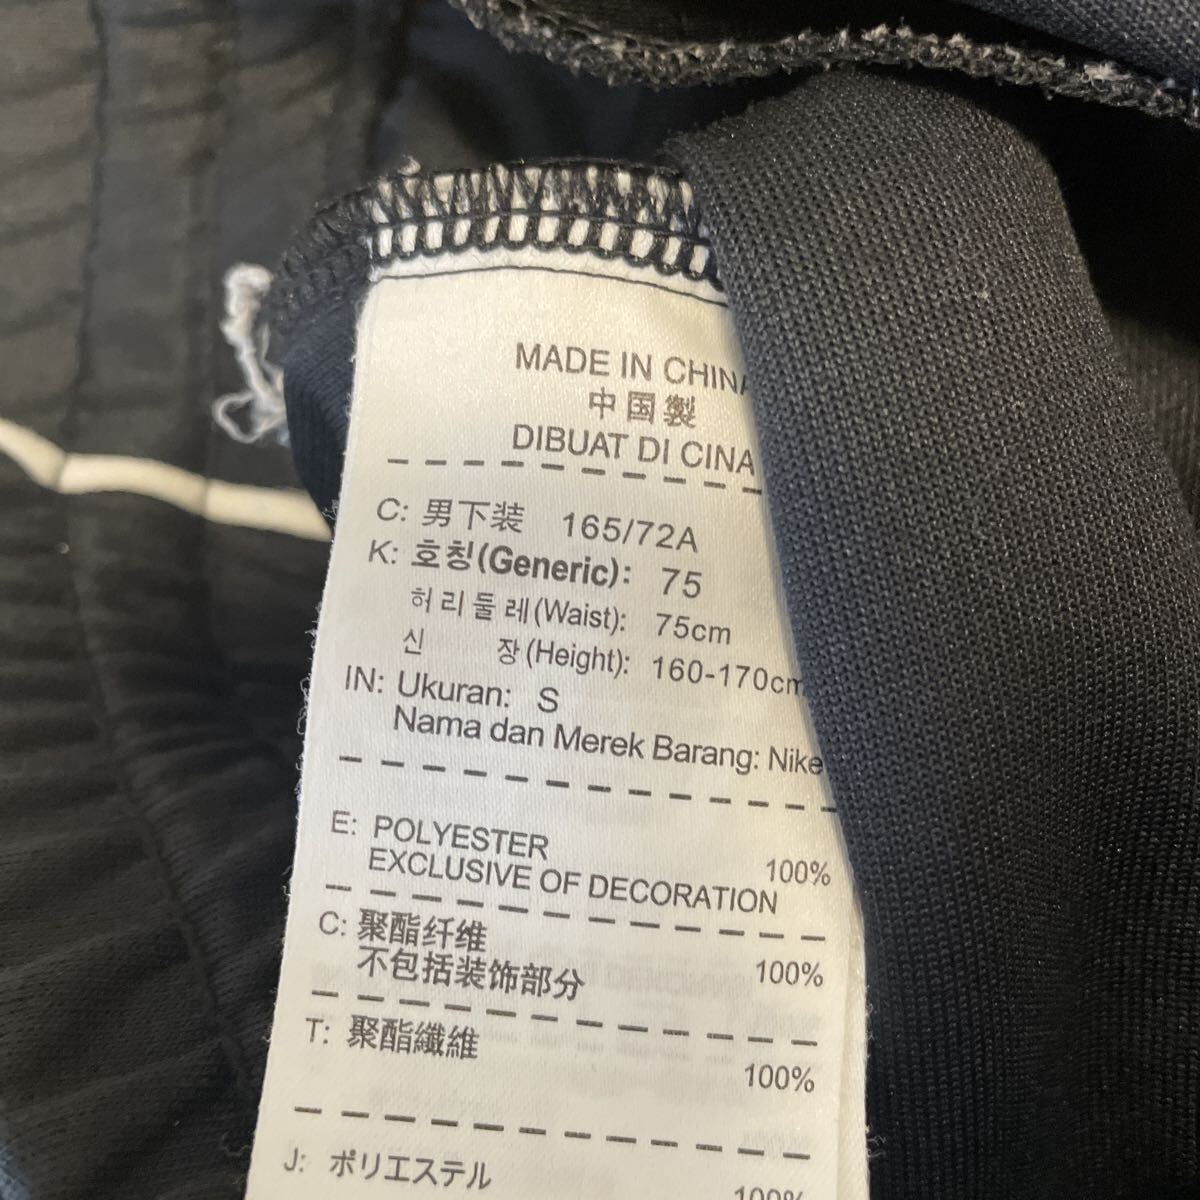 MADE IN CHINA
中国製
DIBUAT DI CINA
C: 男下装 165/72A
K: 호칭(Generic): 75
허리둘레(Waist): 75cm
신 장(Height): 160-170cm
IN: Ukuran: S
Nama dan Merek Barang: Nike
E: POLYESTER 100%
EXCLUSIVE OF DECORATION
C: 聚酯纤维 100%
不包括装饰部分
T: 聚酯纖維 100%
J: ポリエステル 100%